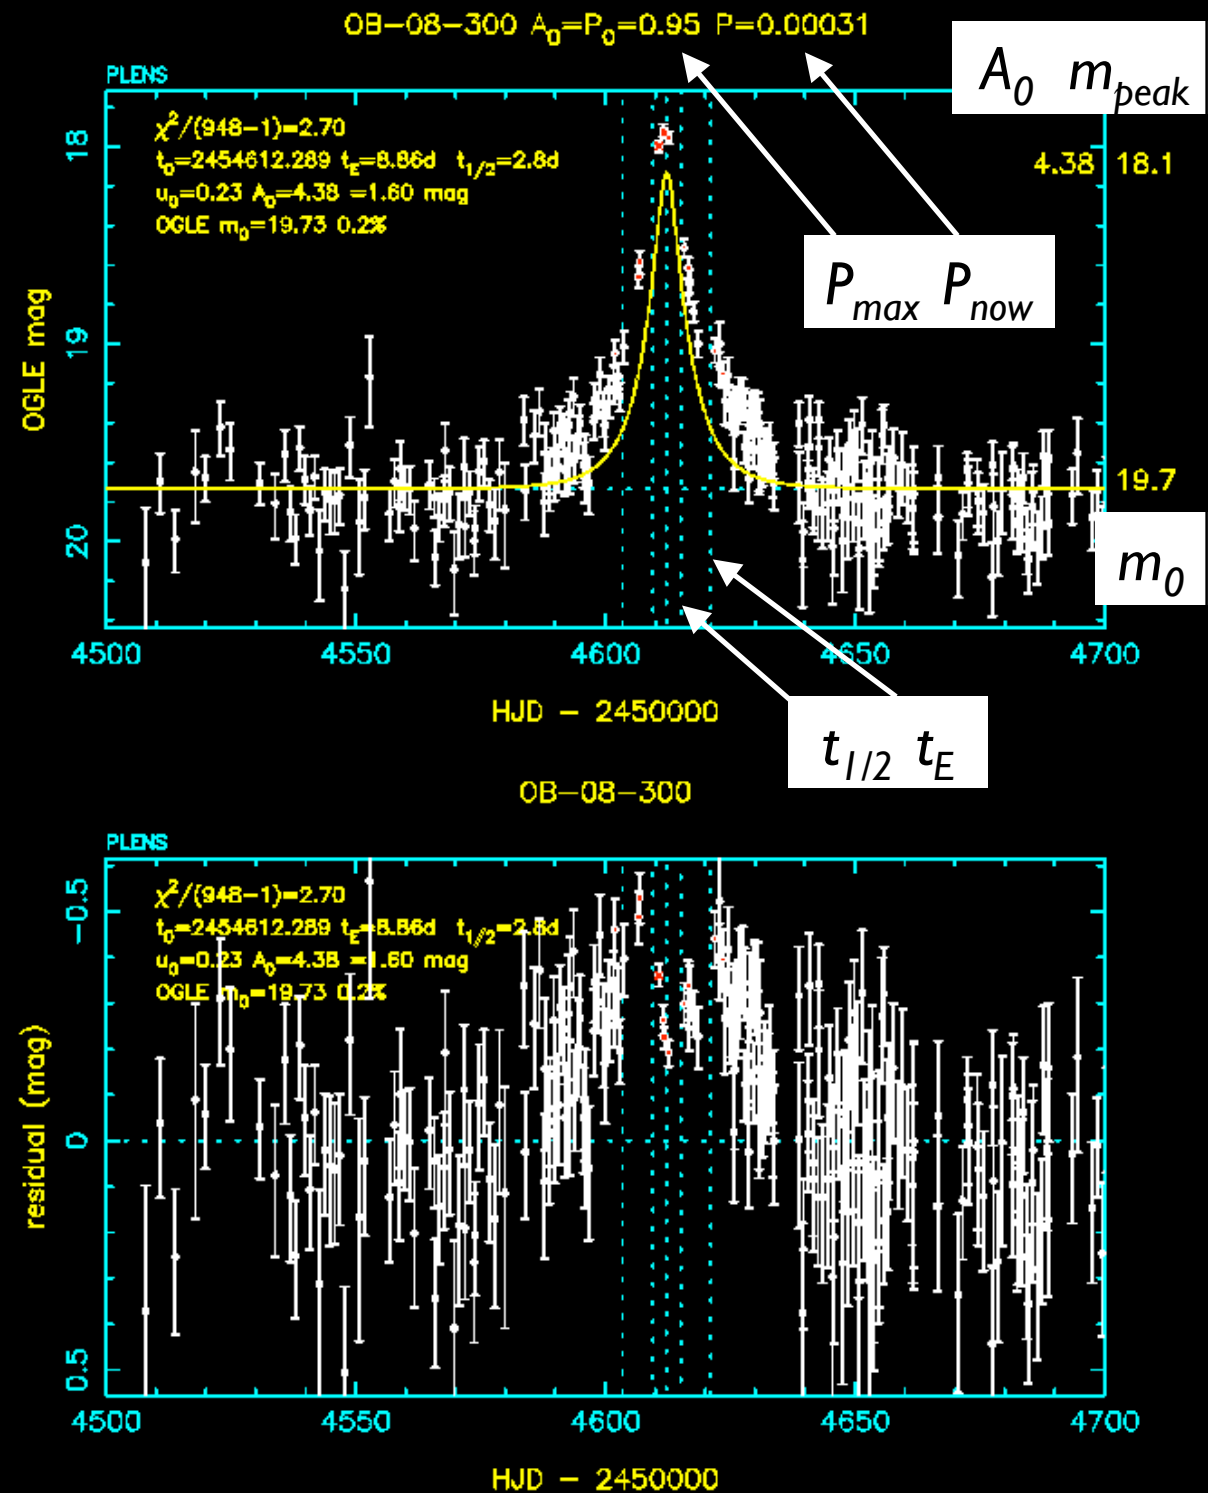 OB-08-300 A0=P0=0.95 P=0.00031
A0 mpeak
PLENS
χ²/(948-1)=2.70
t0=2454612.289 tE=8.86d t1/2=2.8d
u0=0.23 A0=4.38 =1.60 mag
OGLE m0=19.73 0.2%
4.38 18.1
Pmax Pnow
18
19
20
OGLE mag
19.7
m0
4500 4550 4600 4650 4700
HJD - 2450000
t1/2 tE
OB-08-300
PLENS
χ²/(948-1)=2.70
t0=2454612.289 tE=8.86d t1/2=2.8d
u0=0.23 A0=4.38 =1.60 mag
OGLE m0=19.73 0.2%
-0.5
0
0.5
residual (mag)
4500 4550 4600 4650 4700
HJD - 2450000